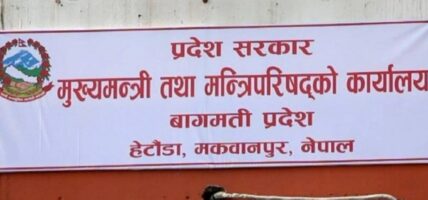 प्रदेश सरकार
मुख्यमन्त्री तथा मन्त्रिपरिषद्को कार्यालय
बागमती प्रदेश
हेटौंडा, मकवानपुर, नेपाल